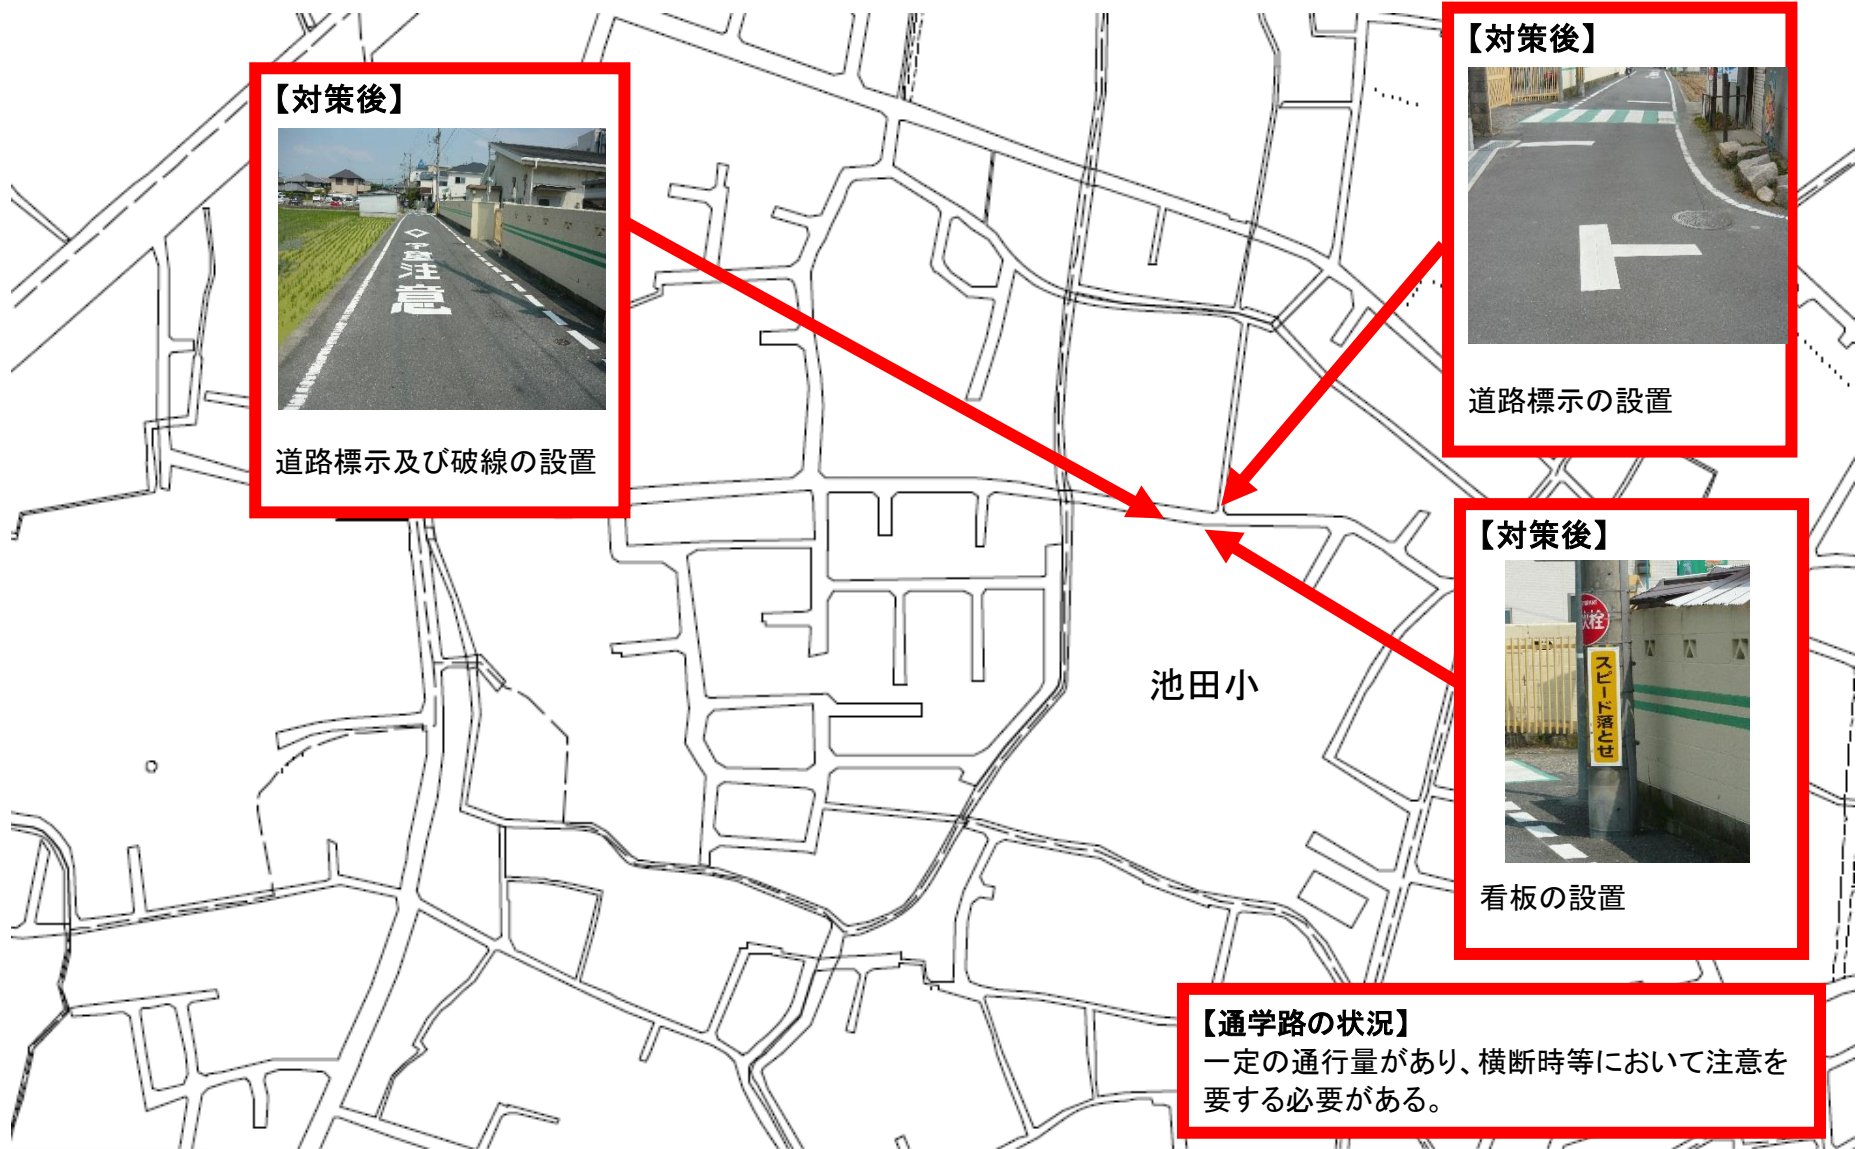 【対策後】
道路標示及び破線の設置
【対策後】
道路標示の設置
【対策後】
スピード落とせ
看板の設置
池田小
【通学路の状況】
一定の通行量があり、横断時等において注意を
要する必要がある。